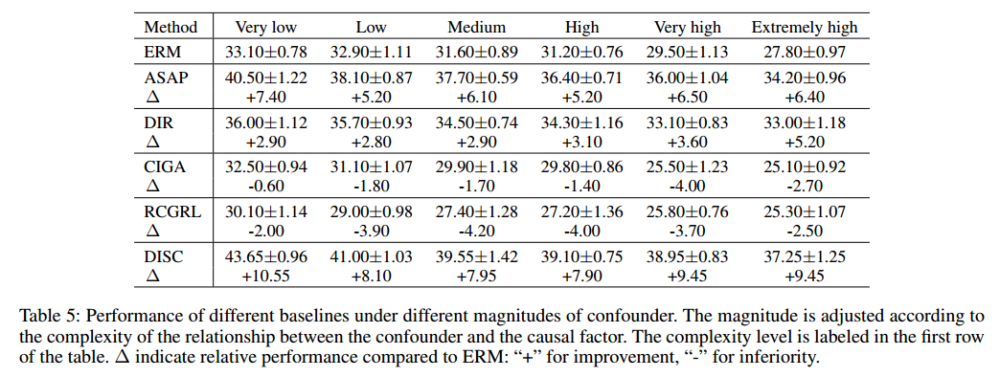 Method Very low Low Medium High Very high Extremely high
ERM 33.10±0.78 32.90±1.11 31.60±0.89 31.20±0.76 29.50±1.13 27.80±0.97
ASAP 40.50±1.22 38.10±0.87 37.70±0.59 36.40±0.71 36.00±1.04 34.20±0.96
Δ +7.40 +5.20 +6.10 +5.20 +6.50 +6.40
DIR 36.00±1.12 35.70±0.93 34.50±0.74 34.30±1.16 33.10±0.83 33.00±1.18
Δ +2.90 +2.80 +2.90 +3.10 +3.60 +5.20
CIGA 32.50±0.94 31.10±1.07 29.90±1.18 29.80±0.86 25.50±1.23 25.10±0.92
Δ -0.60 -1.80 -1.70 -1.40 -4.00 -2.70
RCGRL 30.10±1.14 29.00±0.98 27.40±1.28 27.20±1.36 25.80±0.76 25.30±1.07
Δ -2.00 -3.90 -4.20 -4.00 -3.70 -2.50
DISC 43.65±0.96 41.00±1.03 39.55±1.42 39.10±0.75 38.95±0.83 37.25±1.25
Δ +10.55 +8.10 +7.95 +7.90 +9.45 +9.45
Table 5: Performance of different baselines under different magnitudes of confounder. The magnitude is adjusted according to
the complexity of the relationship between the confounder and the causal factor. The complexity level is labeled in the first row
of the table. Δ indicate relative performance compared to ERM: “+” for improvement, “-” for inferiority.